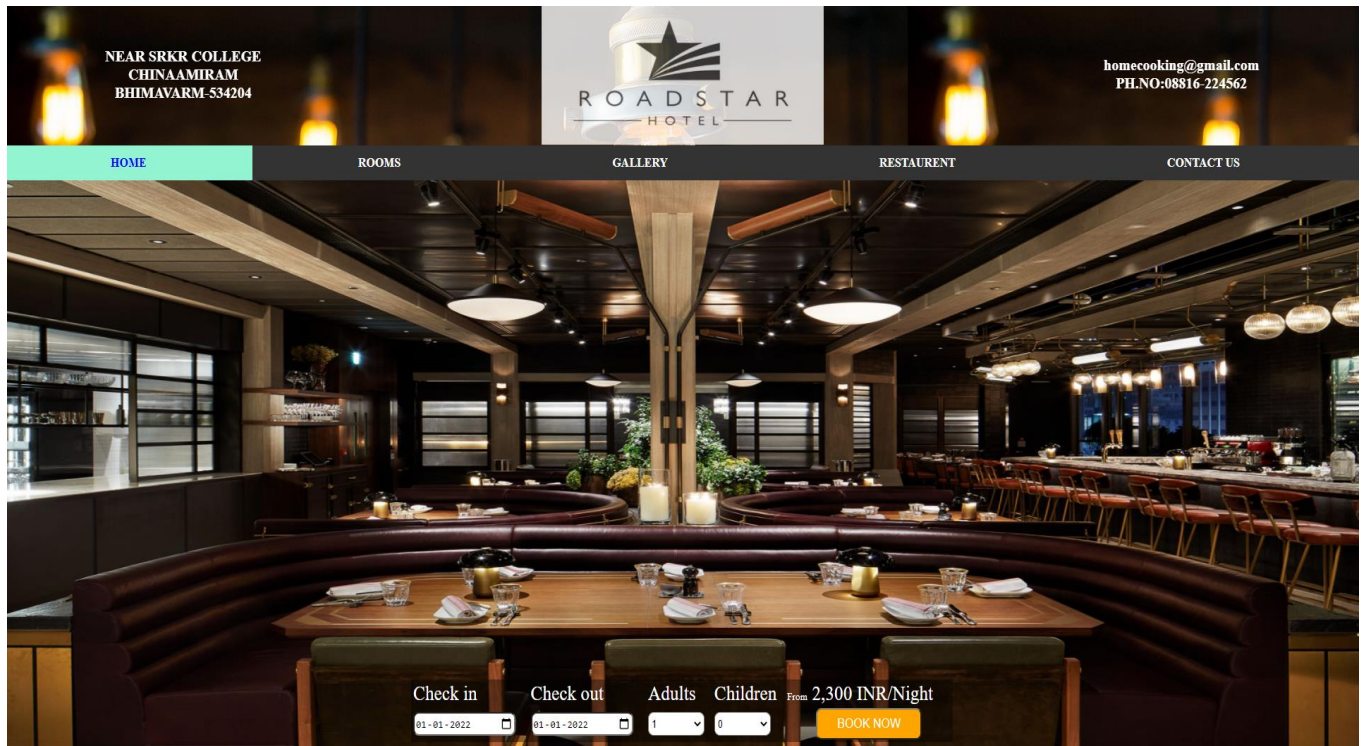 NEAR SRKR COLLEGE
CHINAAMIRAM
BHIMAVARM-534204
ROADSTAR
HOTEL
homecooking@gmail.com
PH.NO:08816-224562
HOME
ROOMS
GALLERY
RESTAURENT
CONTACT US
Check in
Check out
Adults
Children
From 2,300 INR/Night
01-01-2022
01-01-2022
1
0
BOOK NOW